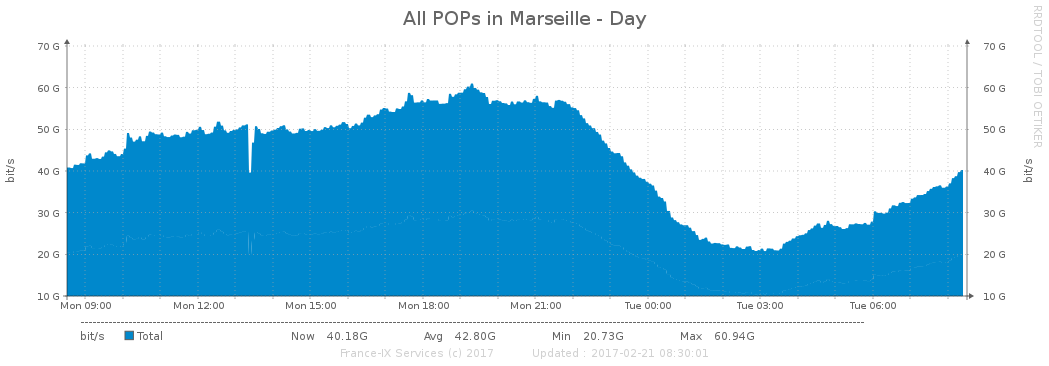 All POPs in Marseille - Day
RRDTOOL / TOBI OETIKER
70 G 70 G
60 G 60 G
50 G 50 G
40 G 40 G
30 G 30 G
20 G 20 G
10 G 10 G
bit/s bit/s
Mon 09:00 Mon 12:00 Mon 15:00 Mon 18:00 Mon 21:00 Tue 00:00 Tue 03:00 Tue 06:00
bit/s Total Now 40.18G Avg 42.80G Min 20.73G Max 60.94G
France-IX Services (c) 2017 Updated : 2017-02-21 08:30:01